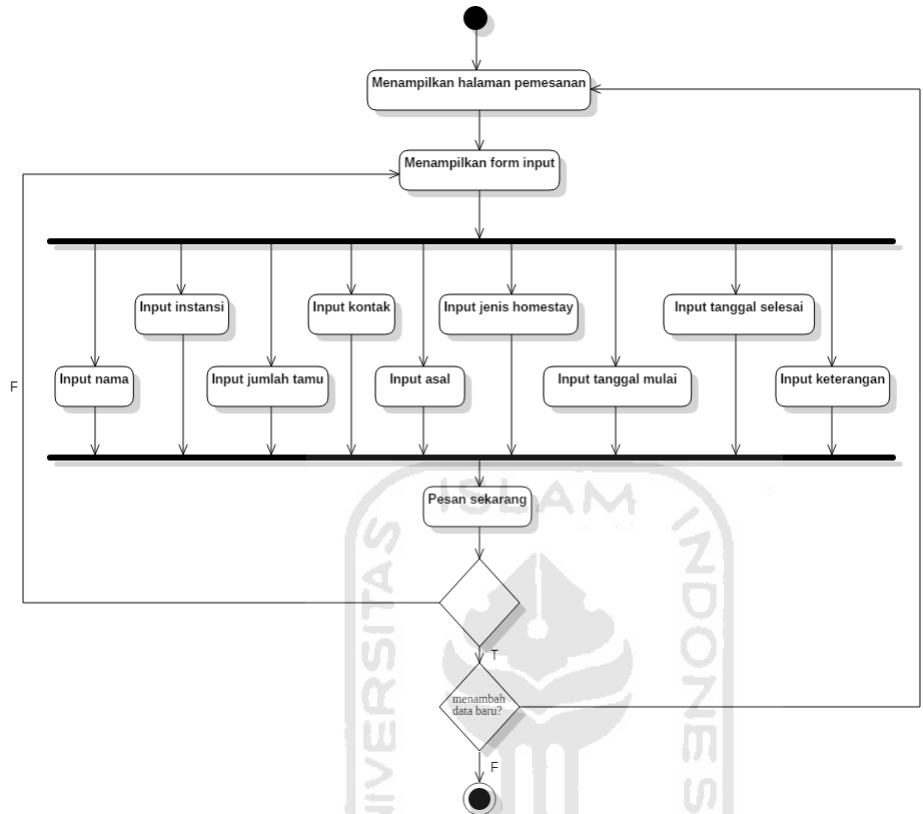 Menampilkan halaman pemesanan
Menampilkan form input
Input instansi
Input kontak
Input jenis homestay
Input tanggal selesai
Input nama
Input jumlah tamu
Input asal
Input tanggal mulai
Input keterangan
F
Pesan sekarang
T
menambah
data baru?
F
ISLAM
INDONES
NIVERSITAS